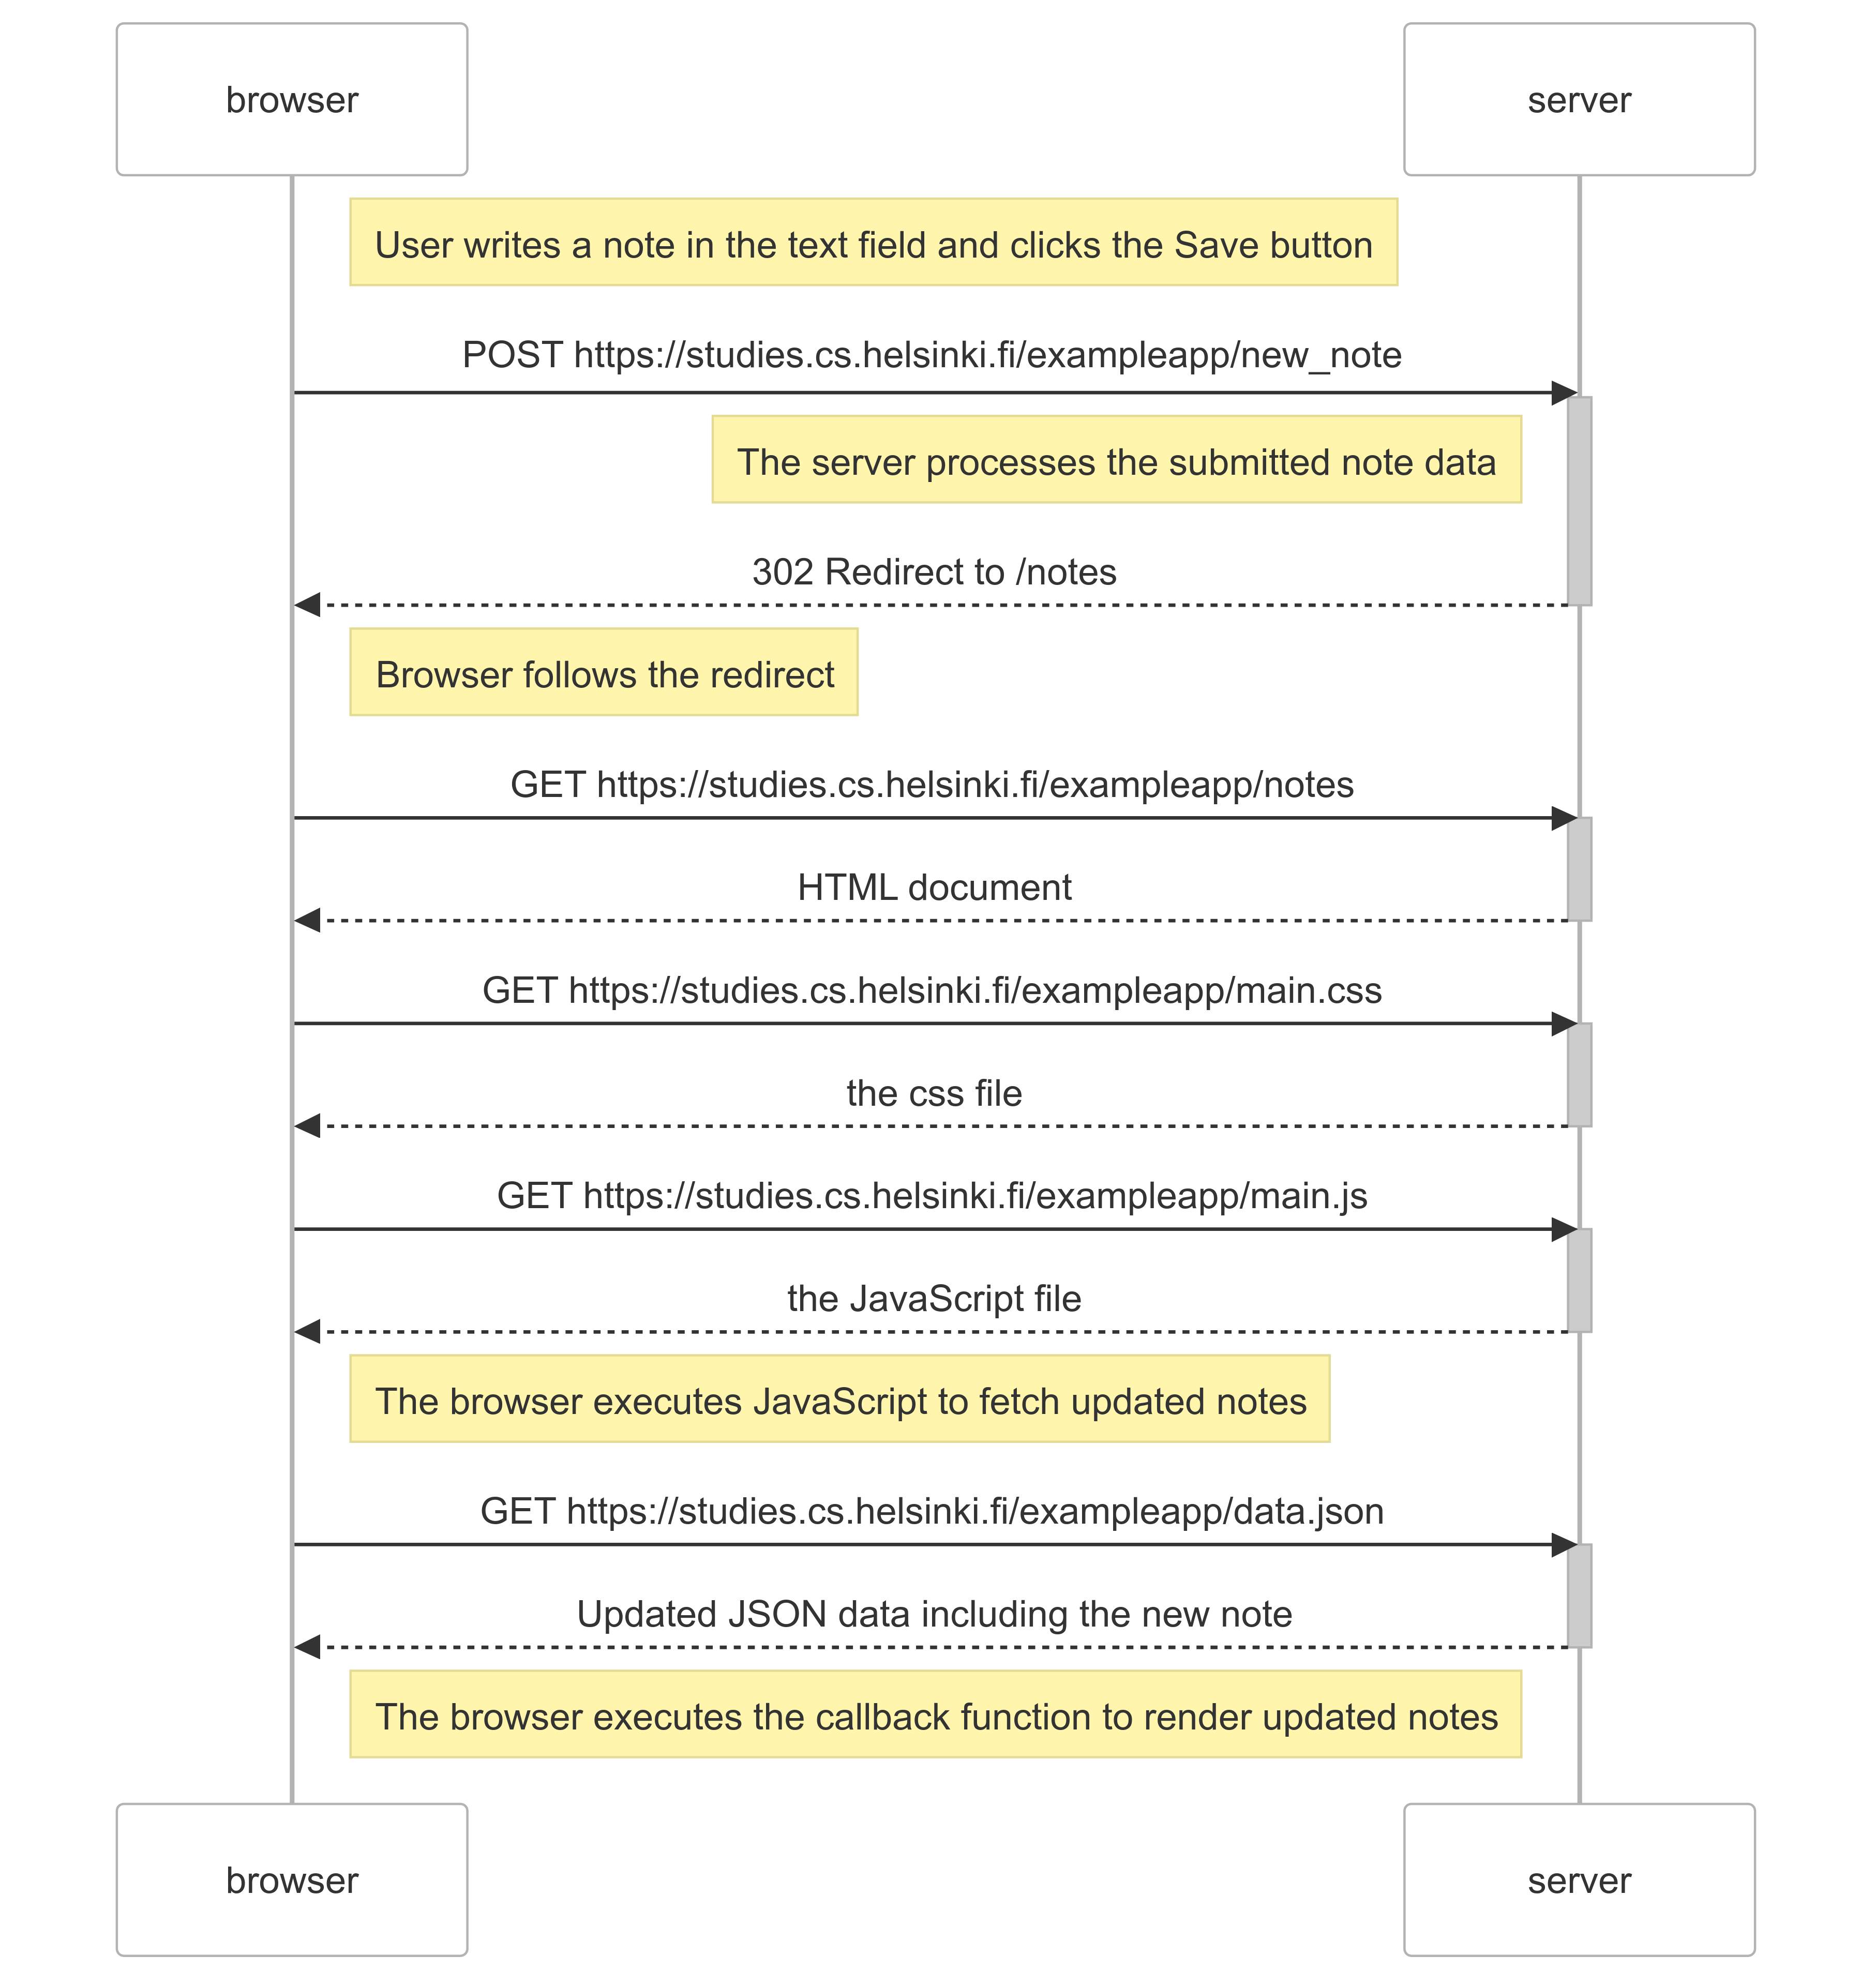 browser
server
User writes a note in the text field and clicks the Save button
POST https://studies.cs.helsinki.fi/exampleapp/new_note
The server processes the submitted note data
302 Redirect to /notes
Browser follows the redirect
GET https://studies.cs.helsinki.fi/exampleapp/notes
HTML document
GET https://studies.cs.helsinki.fi/exampleapp/main.css
the css file
GET https://studies.cs.helsinki.fi/exampleapp/main.js
the JavaScript file
The browser executes JavaScript to fetch updated notes
GET https://studies.cs.helsinki.fi/exampleapp/data.json
Updated JSON data including the new note
The browser executes the callback function to render updated notes
browser
server